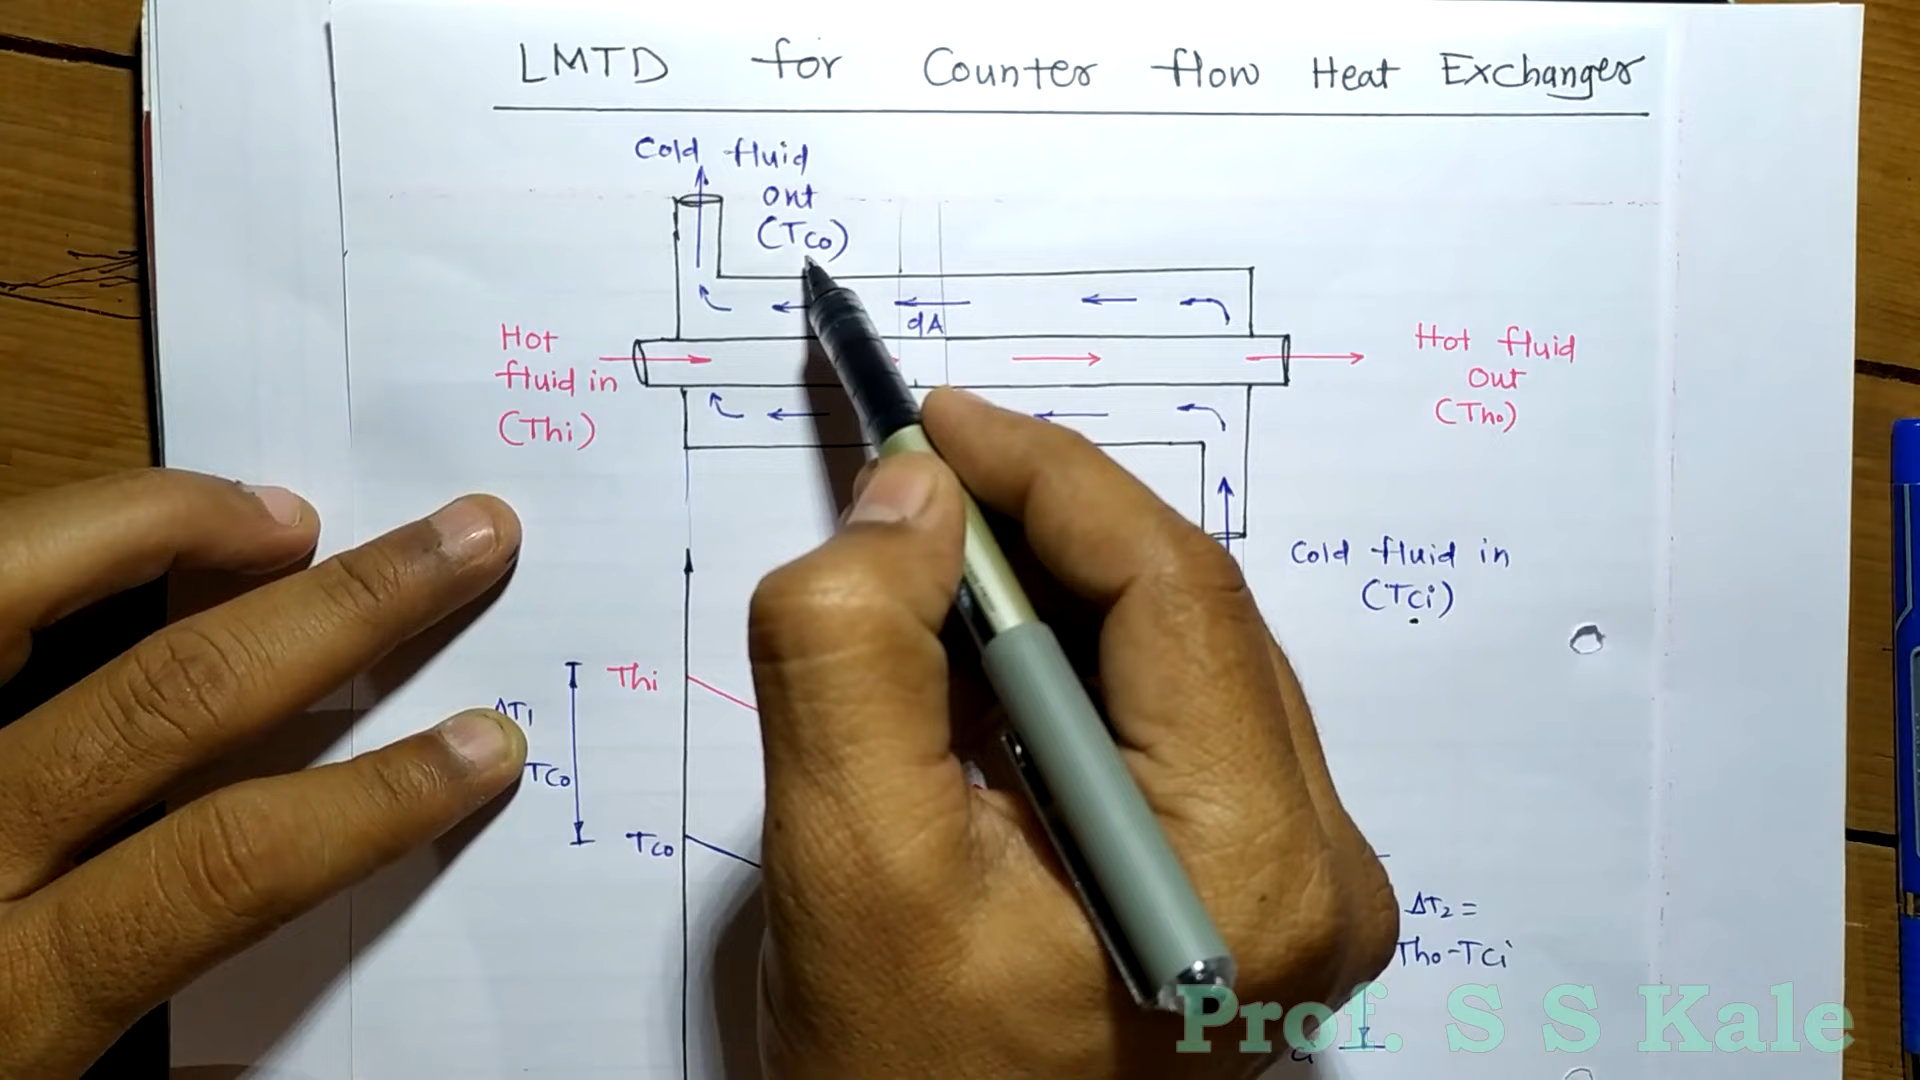 LMTD for Counter flow Heat Exchanger
Cold fluid
out
(Tco)
dA
Hot
fluid in
(Thi)
Hot fluid
Out
(Tho)
Cold fluid in
(Tci)
Thi
ΔT1
Tco
Tco
ΔT2 =
Tho-Tci
Prof. S S Kale